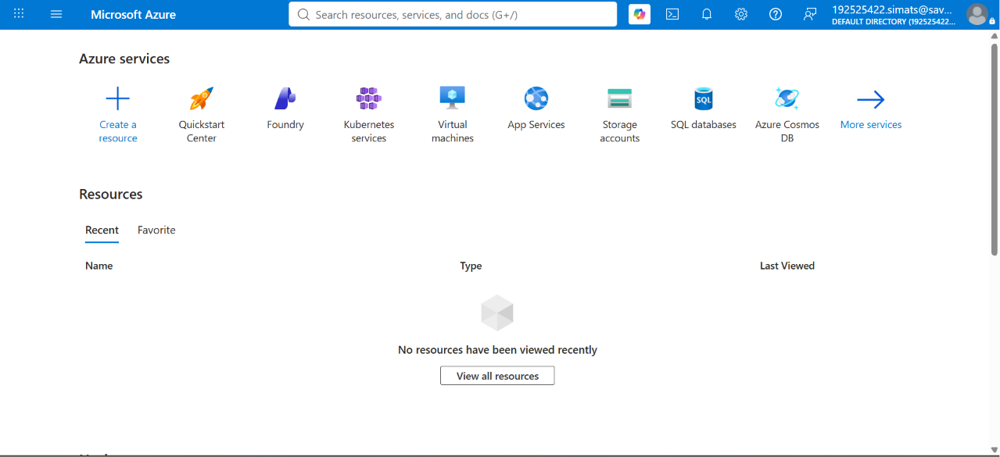 Microsoft Azure
Search resources, services, and docs (G+/)
192525422.simats@sav...
DEFAULT DIRECTORY (192525422...
Azure services
Create a
resource
Quickstart
Center
Foundry
Kubernetes
services
Virtual
machines
App Services
Storage
accounts
SQL
SQL databases
Azure Cosmos
DB
More services
Resources
Recent
Favorite
Name
Type
Last Viewed
No resources have been viewed recently
View all resources